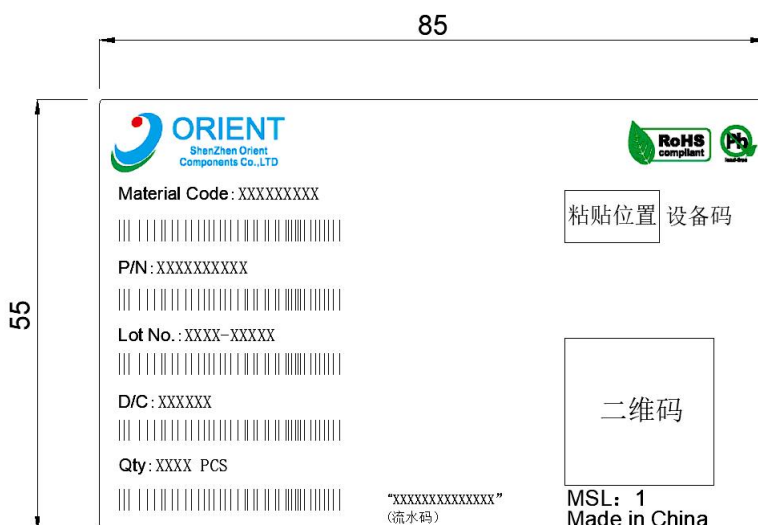 85
55
ORIENT
ShenZhen Orient
Components Co.,LTD
RoHS
compliant
Pb
lead-free
Material Code: XXXXXXXXX
粘贴位置 设备码
P/N: XXXXXXXXXX
Lot No.: XXXX-XXXXX
D/C: XXXXXX
二维码
Qty: XXXX PCS
"XXXXXXXXXXXXXX"
(流水码)
MSL: 1
Made in China